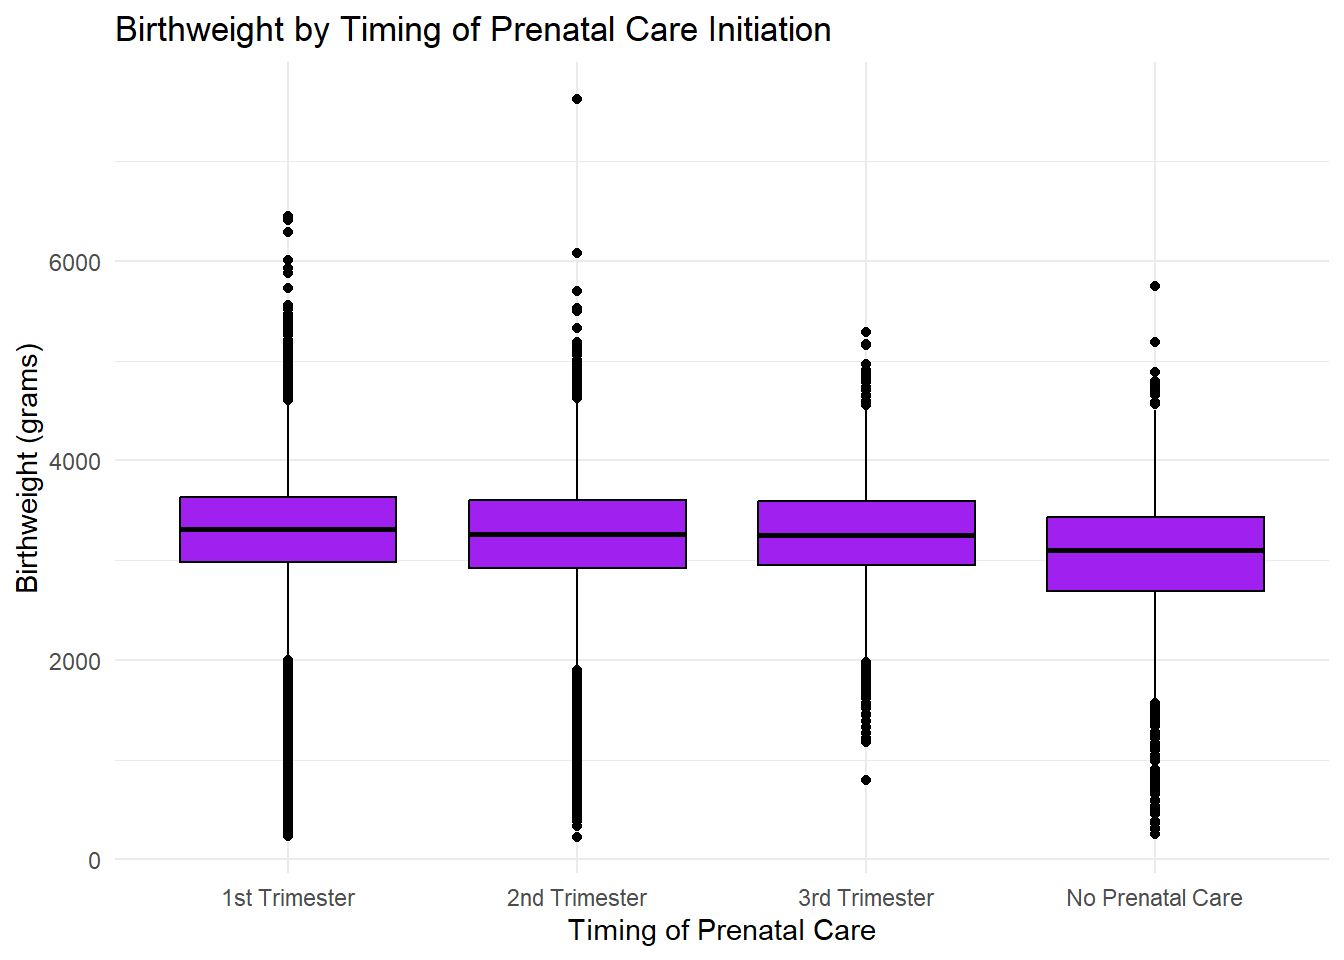 Birthweight by Timing of Prenatal Care Initiation
Birthweight (grams)
6000
4000
2000
0
1st Trimester
2nd Trimester
3rd Trimester
No Prenatal Care
Timing of Prenatal Care